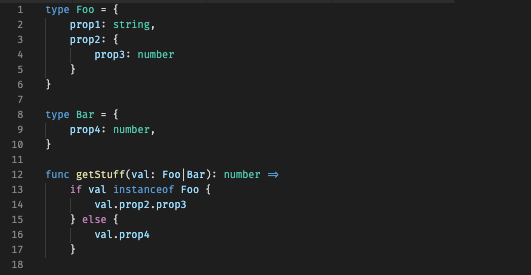 1 type Foo = {
2 prop1: string,
3 prop2: {
4 prop3: number
5 }
6 }
7
8 type Bar = {
9 prop4: number,
10 }
11
12 func getStuff(val: Foo|Bar): number ⇒
13 if val instanceof Foo {
14 val.prop2.prop3
15 } else {
16 val.prop4
17 }
18